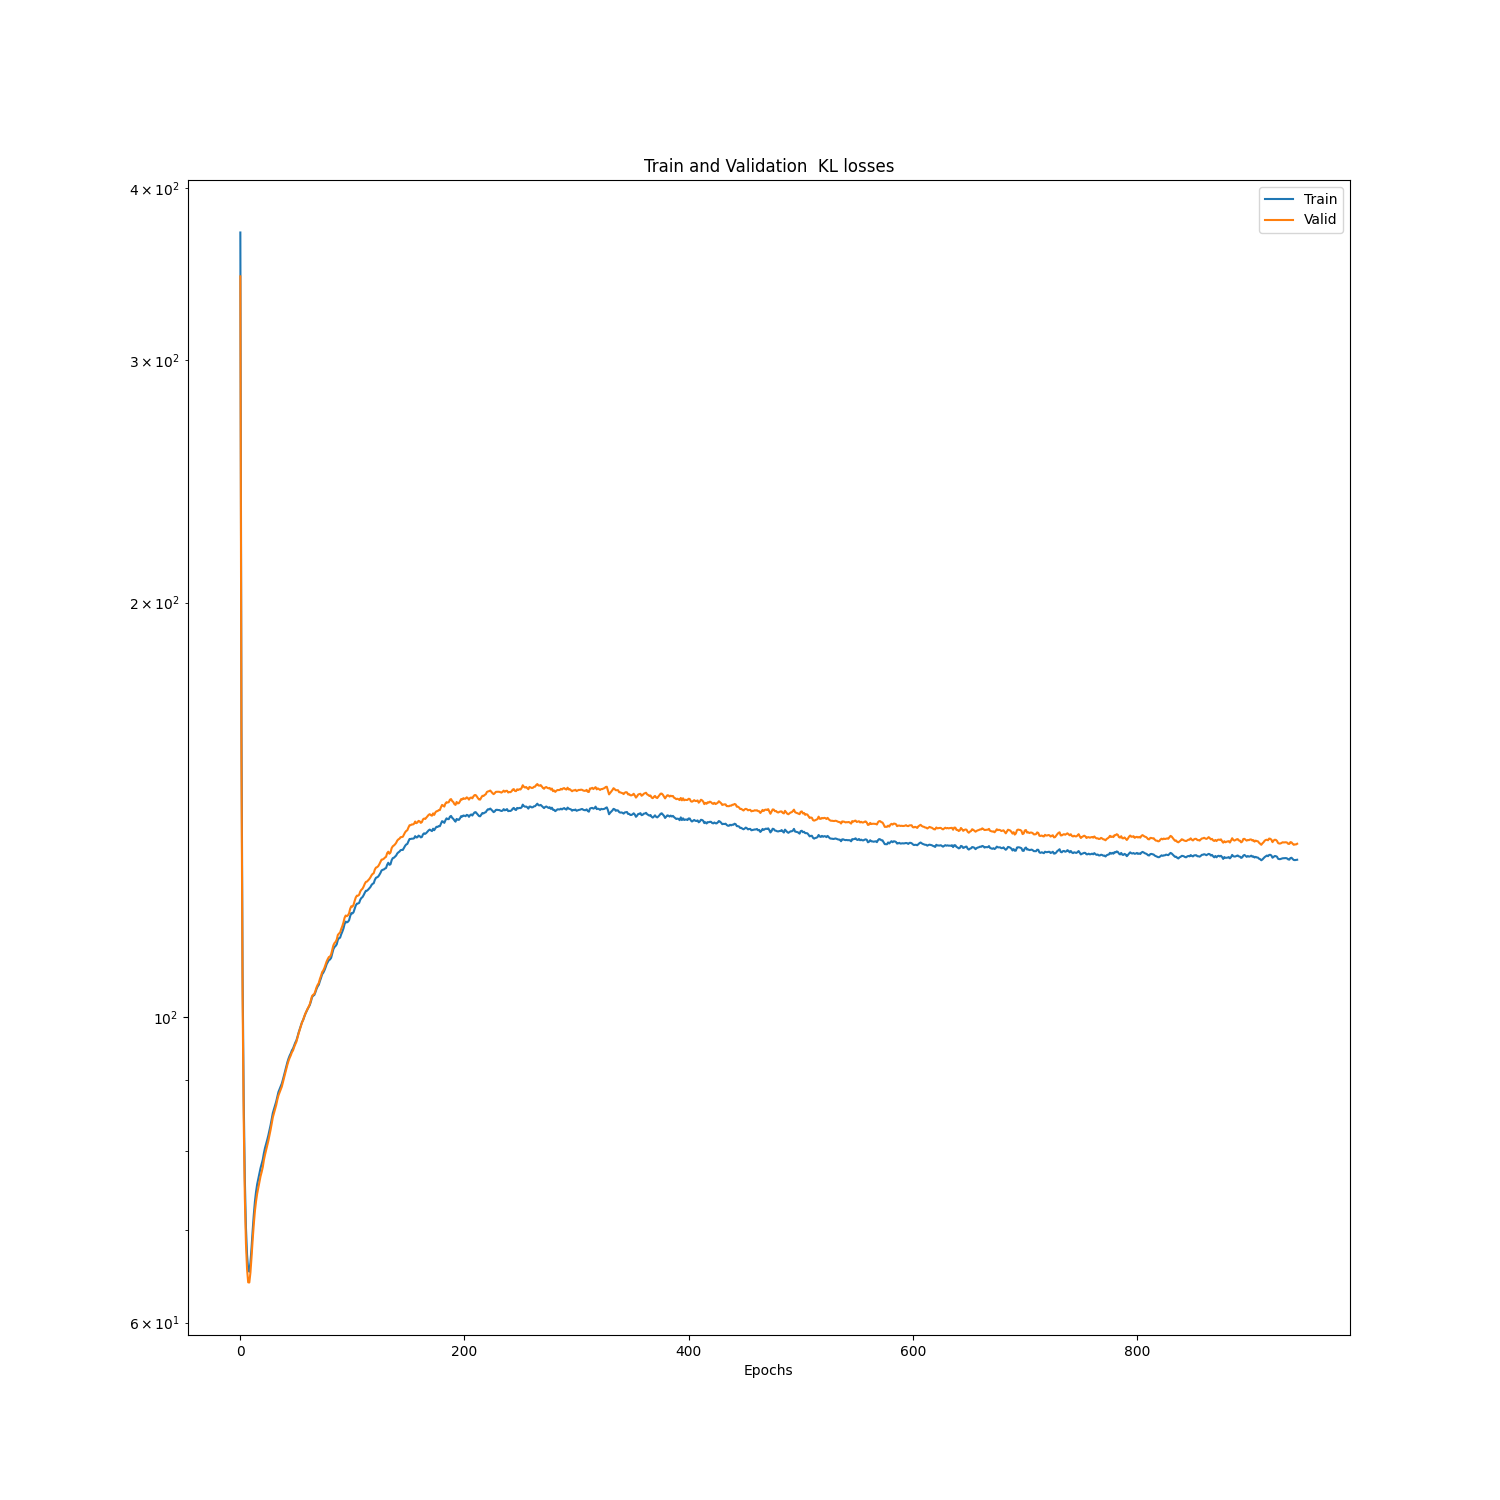 Train and Validation  KL losses
Train
Valid
4 × 10²
3 × 10²
2 × 10²
10²
6 × 10¹
0 200 400 600 800
Epochs